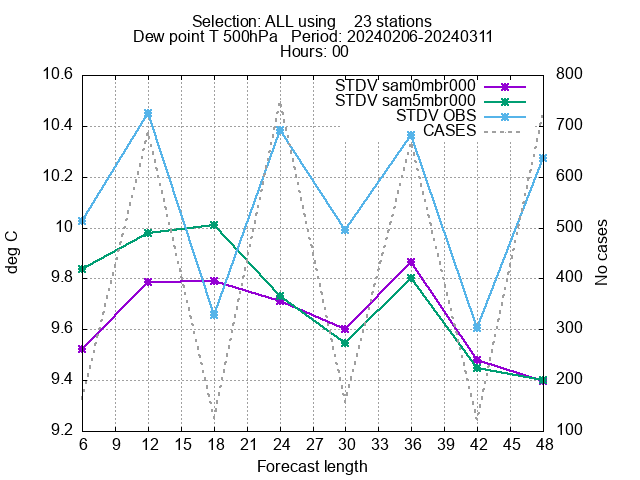 Selection: ALL using    23 stations
Dew point T 500hPa   Period: 20240206-20240311
Hours: 00
STDV sam0mbr000
STDV sam5mbr000
STDV OBS
CASES
10.6
10.4
10.2
10
9.8
9.6
9.4
9.2
deg C
800
700
600
500
400
300
200
100
No cases
6 9 12 15 18 21 24 27 30 33 36 39 42 45 48
Forecast length